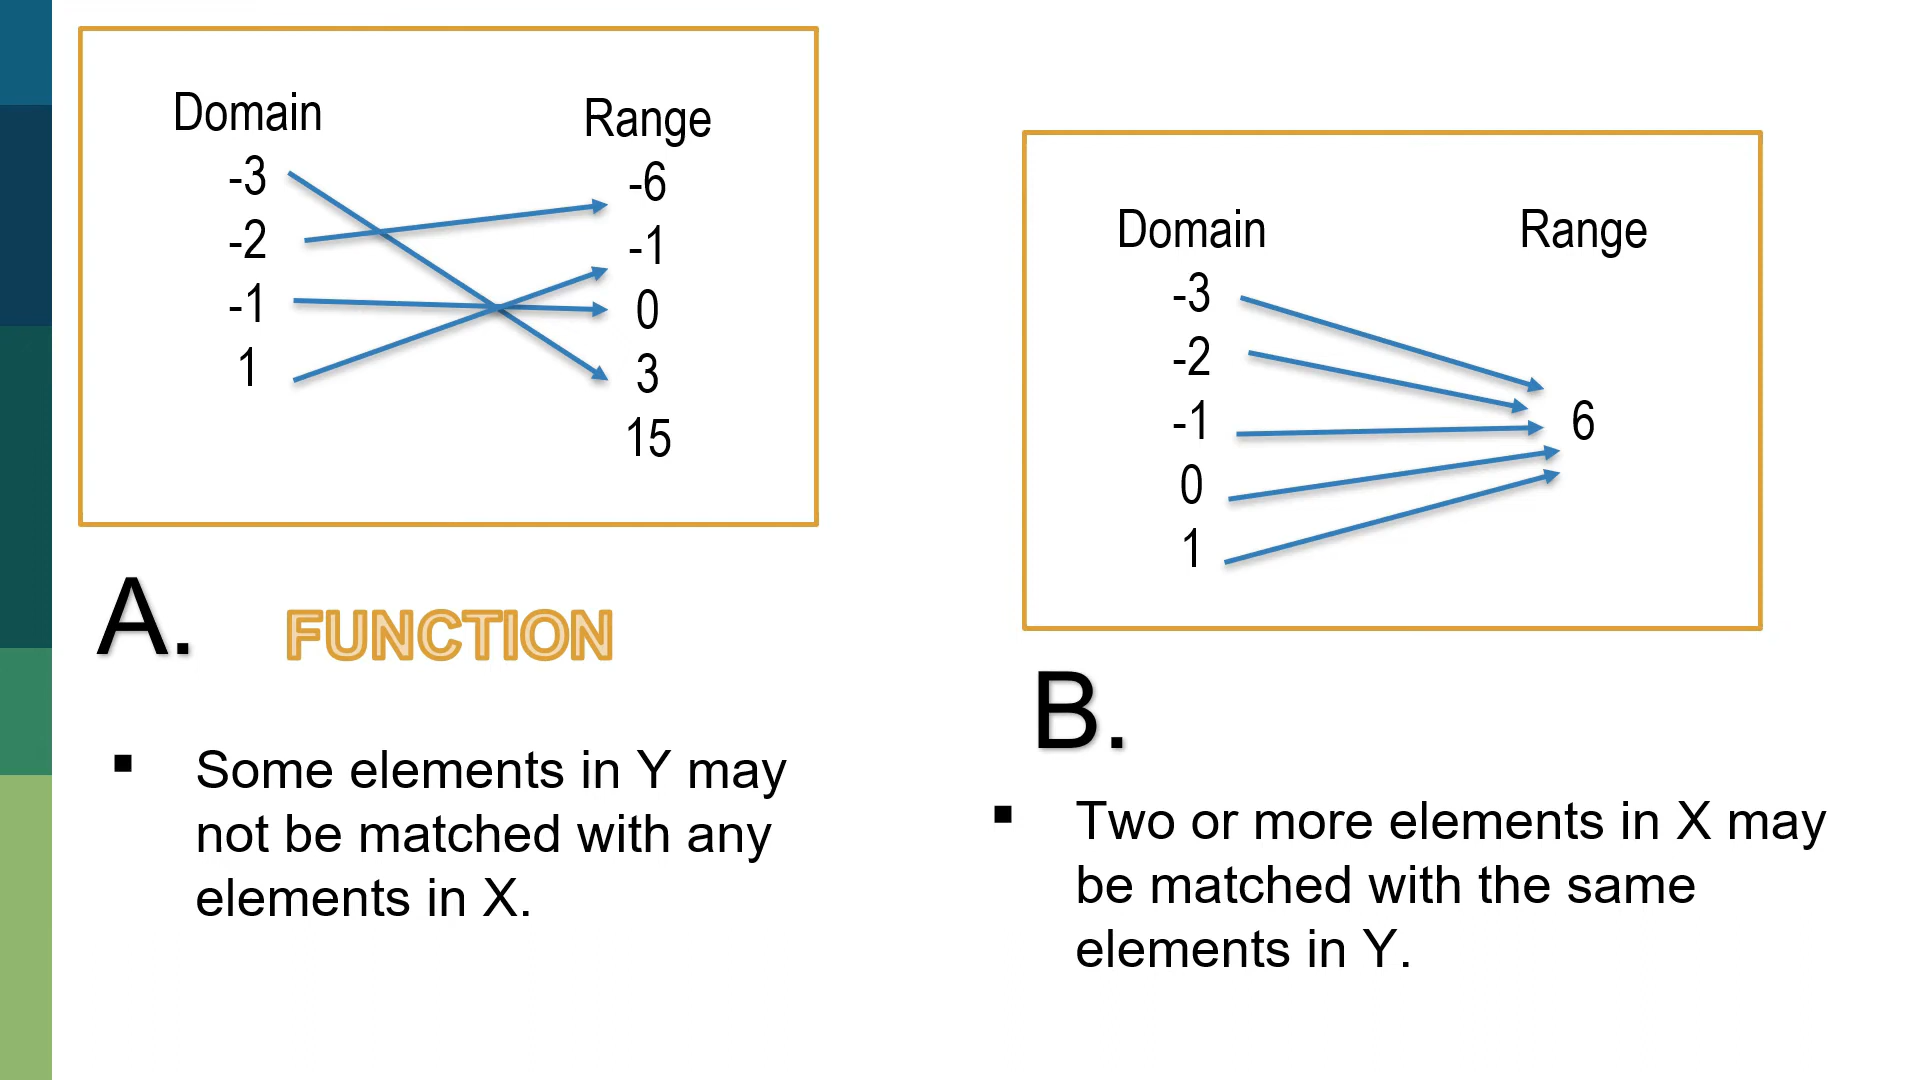 Domain
-3
-2
-1
1
Range
-6
-1
0
3
15
A.
FUNCTION
▪ Some elements in Y may
not be matched with any
elements in X.
Domain
-3
-2
-1
0
1
Range
6
B.
▪ Two or more elements in X may
be matched with the same
elements in Y.